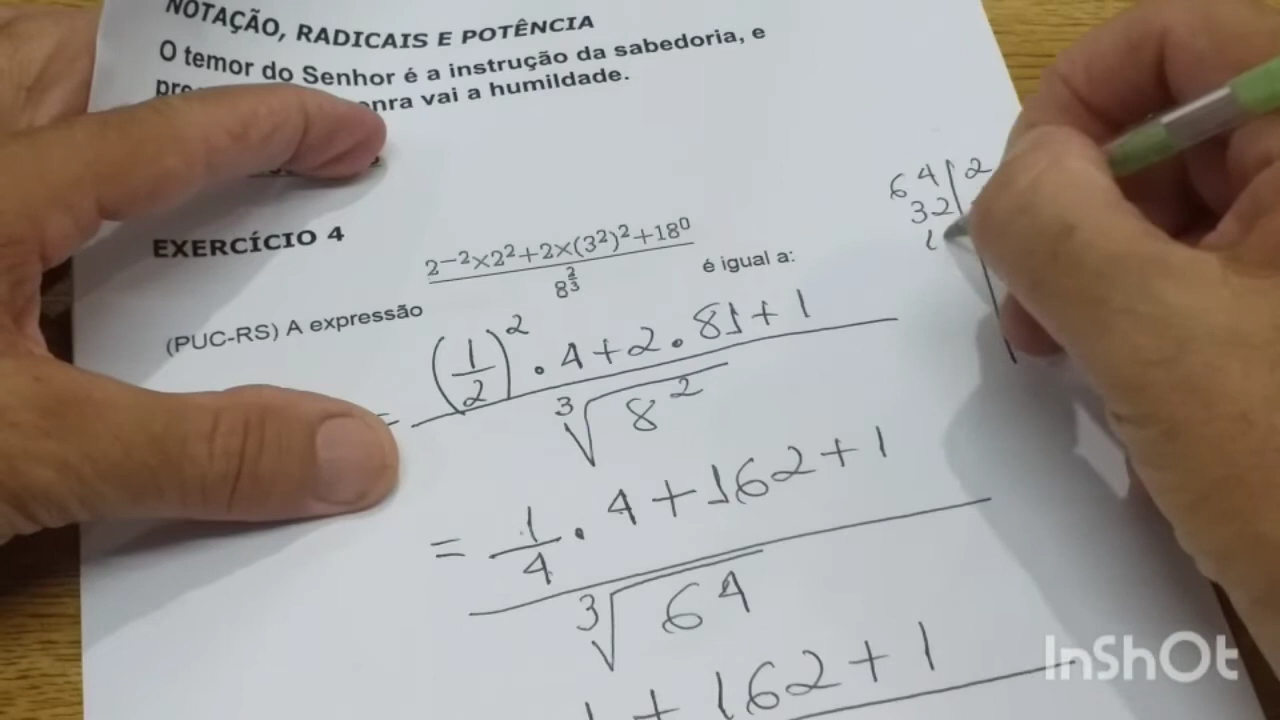 NOTAÇÃO, RADICAIS E POTÊNCIA
O temor do Senhor é a instrução da sabedoria, e
vai a humildade.
EXERCÍCIO 4
(PUC-RS) A expressão 2⁻²×2²+2×(3²)²+18⁰ / 8^(2/3) é igual a:
= (1/2)² · 4 + 2 · 81 + 1 / ∛8²
= 1/4 · 4 + 162 + 1 / ∛64
1 + 162 + 1
64 | 2
32
InShOt